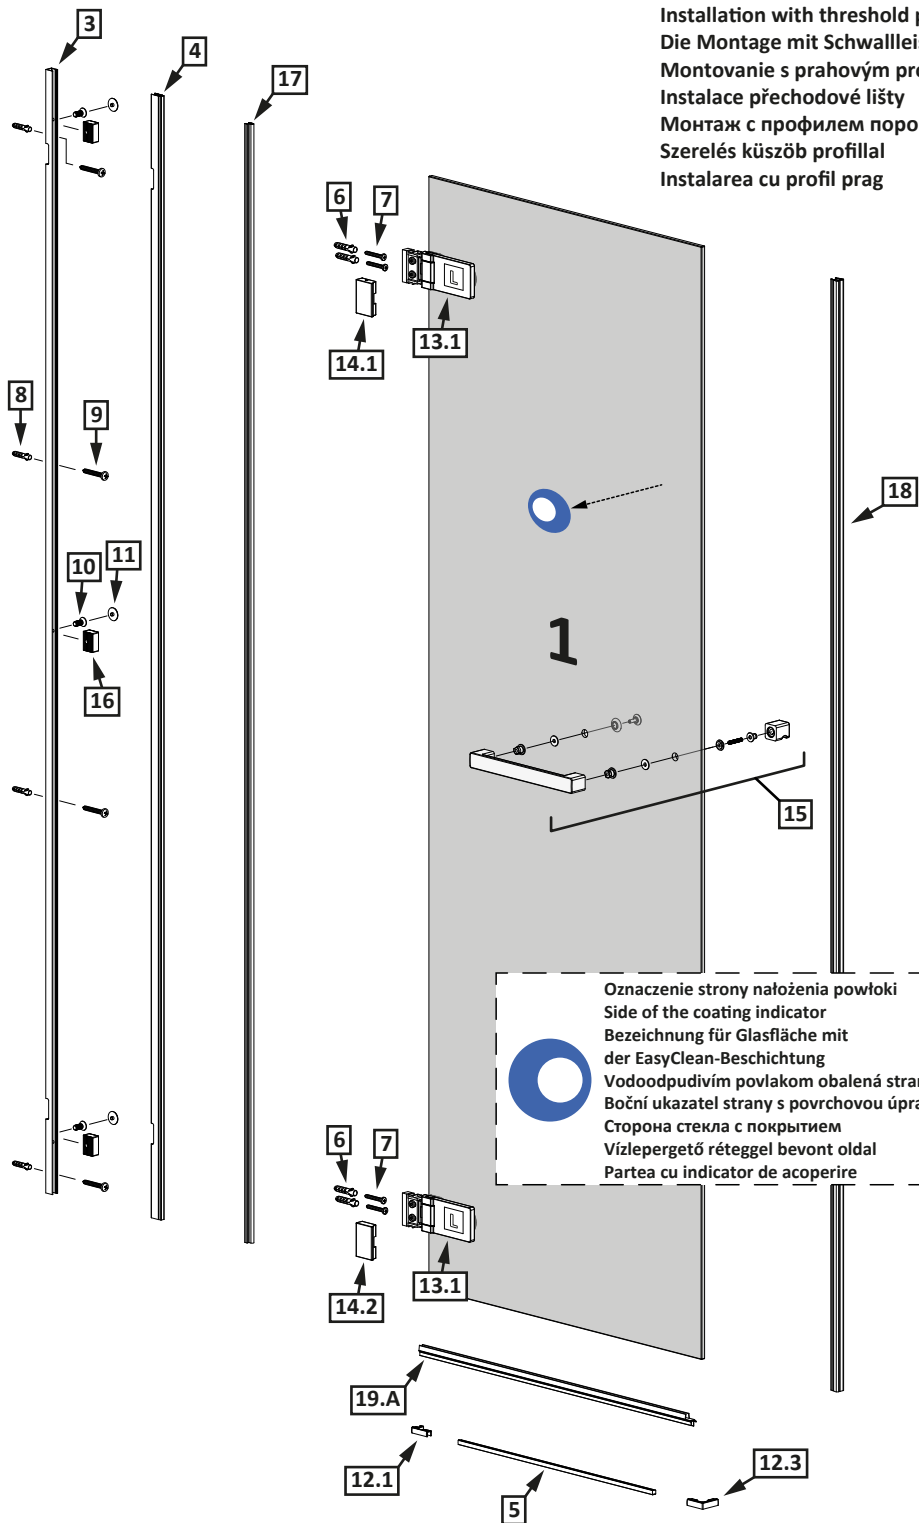 Installation with threshold p
Die Montage mit Schwalllei
Montovanie s prahovým pro
Instalace přechodové lišty
Монтаж с профилем поро
Szerelés küszöb profillal
Instalarea cu profil prag
3
4
17
6
7
L
14.1
13.1
8
9
18
10
11
1
16
15
Oznaczenie strony nałożenia powłoki
Side of the coating indicator
Bezeichnung für Glasfläche mit
der EasyClean-Beschichtung
Vodoodpudivím povlakom obalená stran
Boční ukazatel strany s povrchovou úpra
Сторона стекла с покрытием
Vízlepergető réteggel bevont oldal
Partea cu indicator de acoperire
6
7
L
14.2
13.1
19.A
12.1
5
12.3